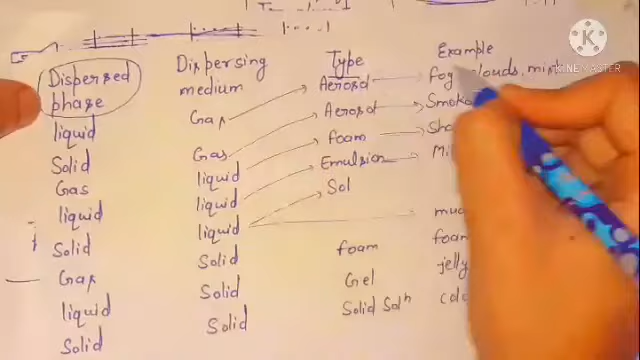 Dispersed phase Dispersing medium Type Example
liquid Gas Aerosol fog clouds, mist
Solid Gas Aerosol Smoke
Gas liquid foam
liquid liquid Emulsion
Solid liquid Sol
Gas Solid foam foam
liquid Solid Gel jelly
Solid Solid Solid Solⁿ
KINEMASTER